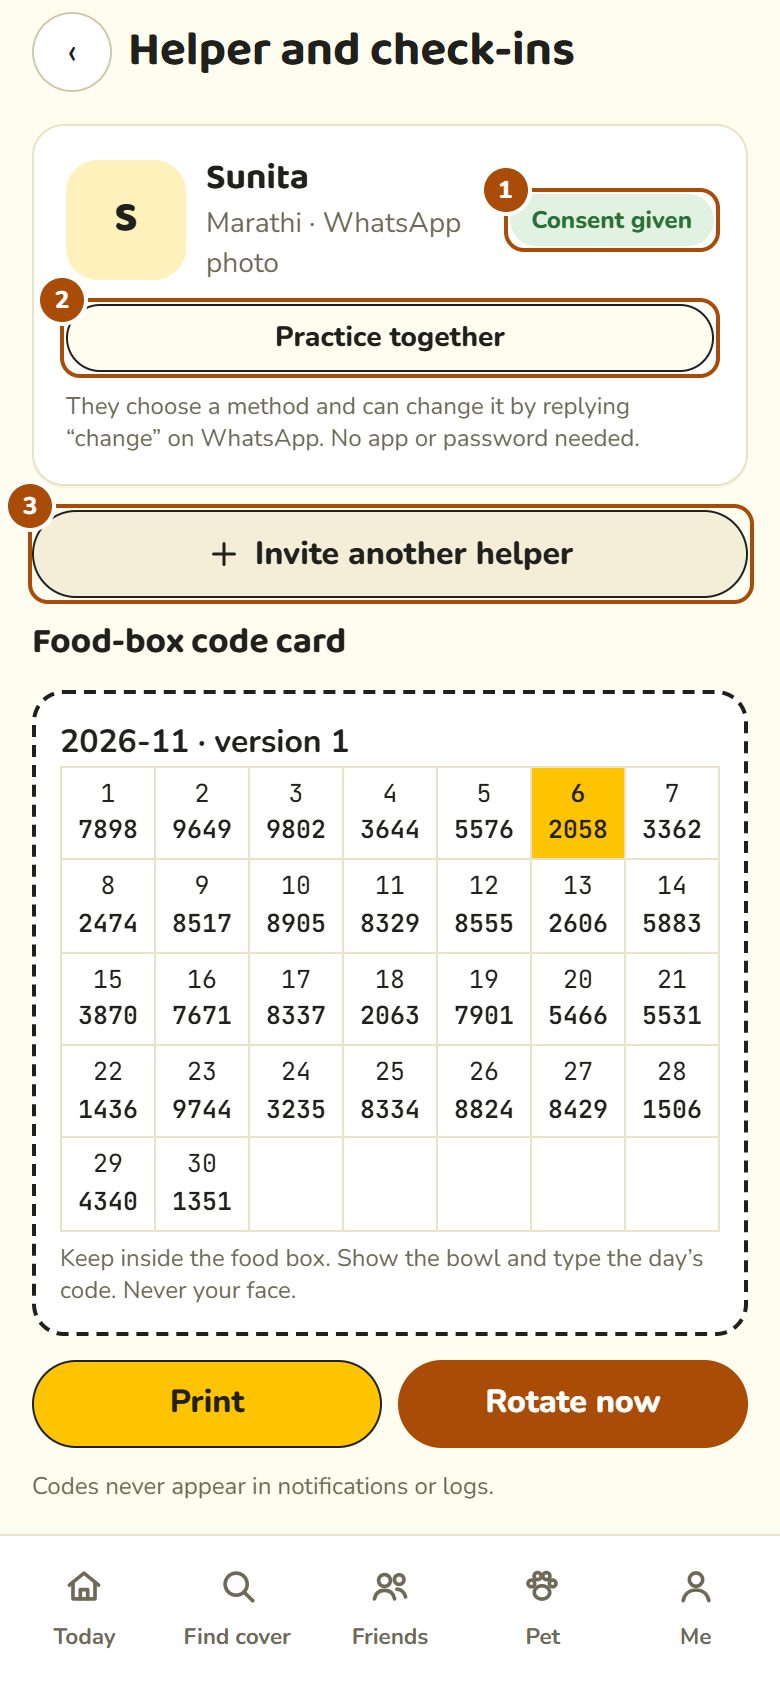 ‹ Helper and check-ins
S
Sunita
Marathi · WhatsApp
photo
1
Consent given
2
Practice together
They choose a method and can change it by replying
“change” on WhatsApp. No app or password needed.
3
+ Invite another helper
Food-box code card
2026-11 · version 1
1 2 3 4 5 6 7
7898 9649 9802 3644 5576 2058 3362
8 9 10 11 12 13 14
2474 8517 8905 8329 8555 2606 5883
15 16 17 18 19 20 21
3870 7671 8337 2063 7901 5466 5531
22 23 24 25 26 27 28
1436 9744 3235 8334 8824 8429 1506
29 30
4340 1351
Keep inside the food box. Show the bowl and type the day’s
code. Never your face.
Print Rotate now
Codes never appear in notifications or logs.
Today Find cover Friends Pet Me